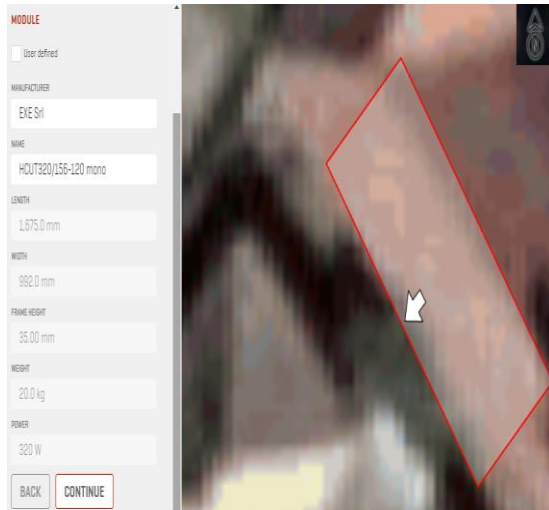 MODULE
User defined
MANUFACTURER
EXE Srl
NAME
HCUT320/156-120 mono
LENGTH
1,675.0 mm
WIDTH
992.0 mm
FRAME HEIGHT
35.00 mm
WEIGHT
20.0 kg
POWER
320 W
BACK CONTINUE